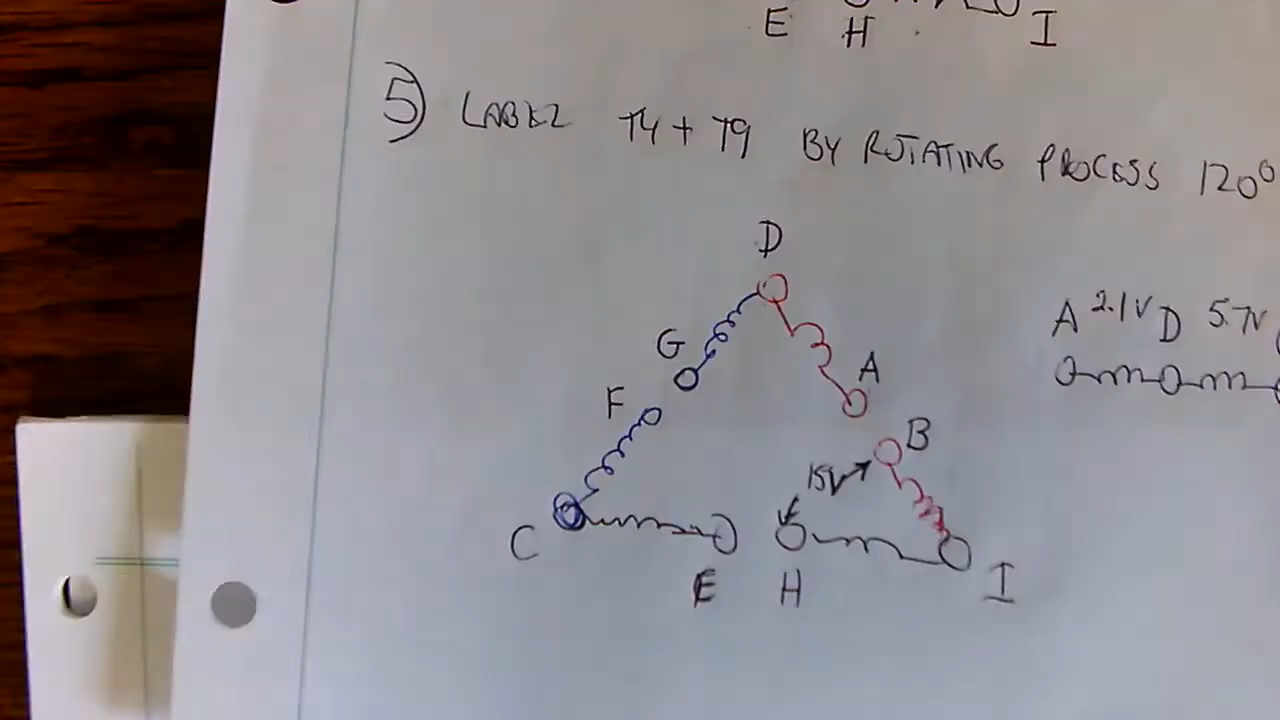 E H I
5) LABEL T4 + T9 BY ROTATING PROCESS 120°
D
G
A
A 2.1V D 5.7V
F
B
15V
C
E H I